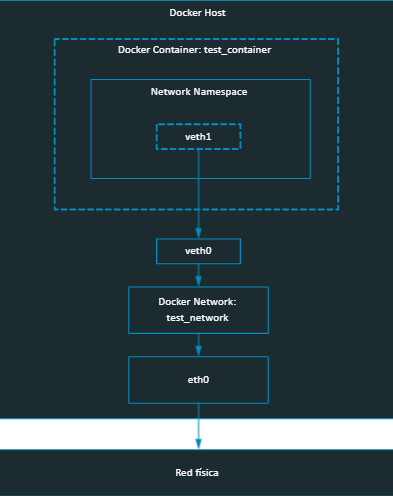 Docker Host
Docker Container: test_container
Network Namespace
veth1
veth0
Docker Network:
test_network
eth0
Red física